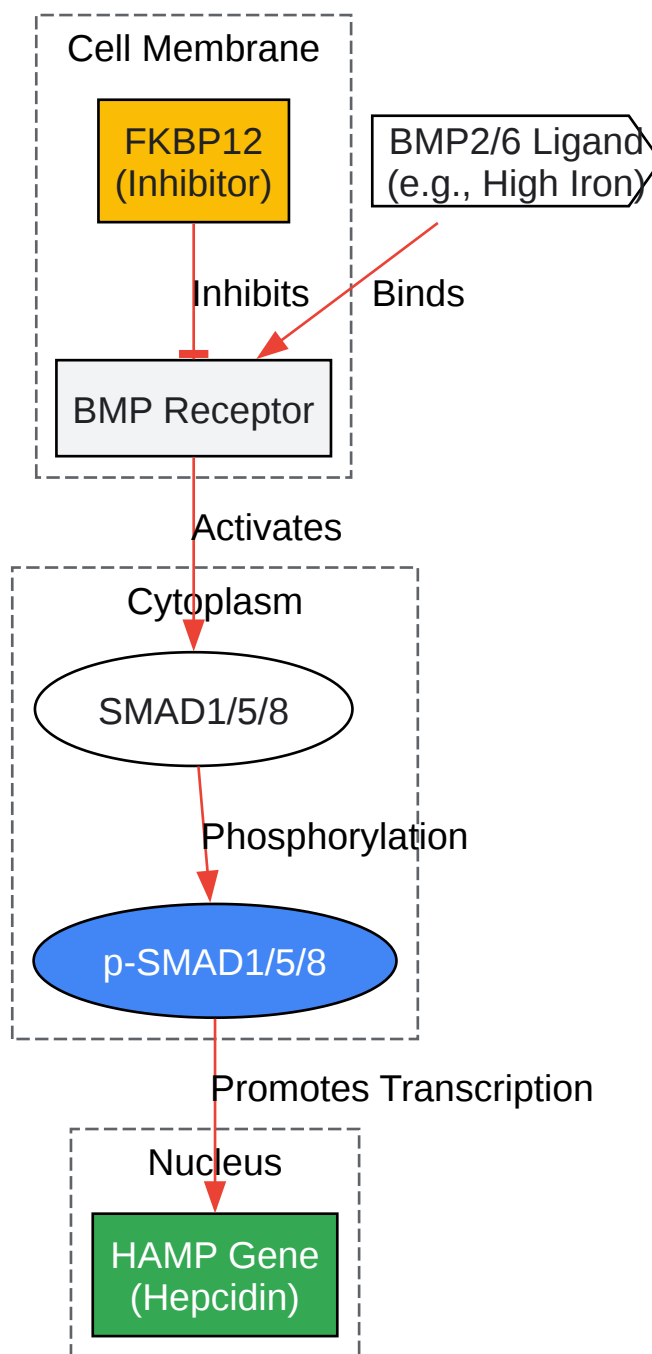 Cell Membrane
FKBP12
(Inhibitor)
BMP2/6 Ligand
(e.g., High Iron)
Inhibits
Binds
BMP Receptor
Activates
Cytoplasm
SMAD1/5/8
Phosphorylation
p-SMAD1/5/8
Promotes Transcription
Nucleus
HAMP Gene
(Hepcidin)